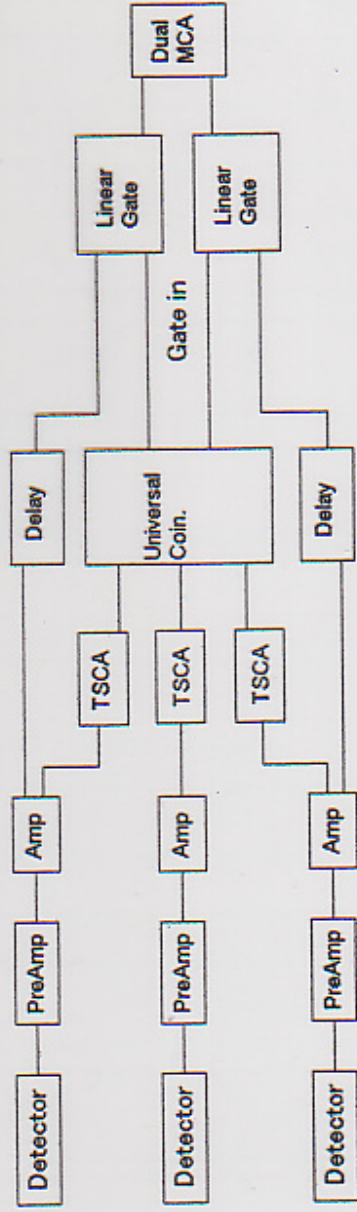 Detector
PreAmp
Amp
Delay
TSCA
Linear
Gate
Detector
PreAmp
Amp
TSCA
Universal
Coin.
Gate in
Dual
MCA
Detector
PreAmp
Amp
TSCA
Delay
Linear
Gate